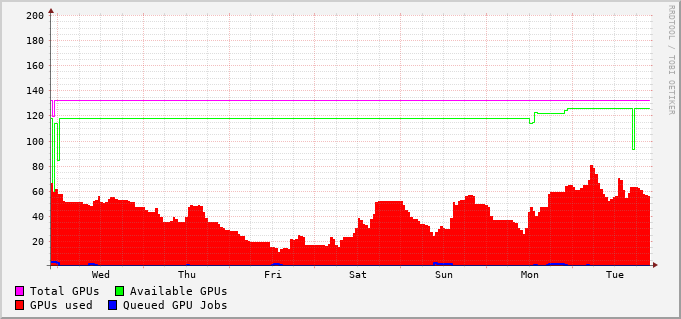 200
180
160
140
120
100
80
60
40
20
Wed Thu Fri Sat Sun Mon Tue
Total GPUs Available GPUs
GPUs used Queued GPU Jobs
RRDTOOL / TOBI OETIKER